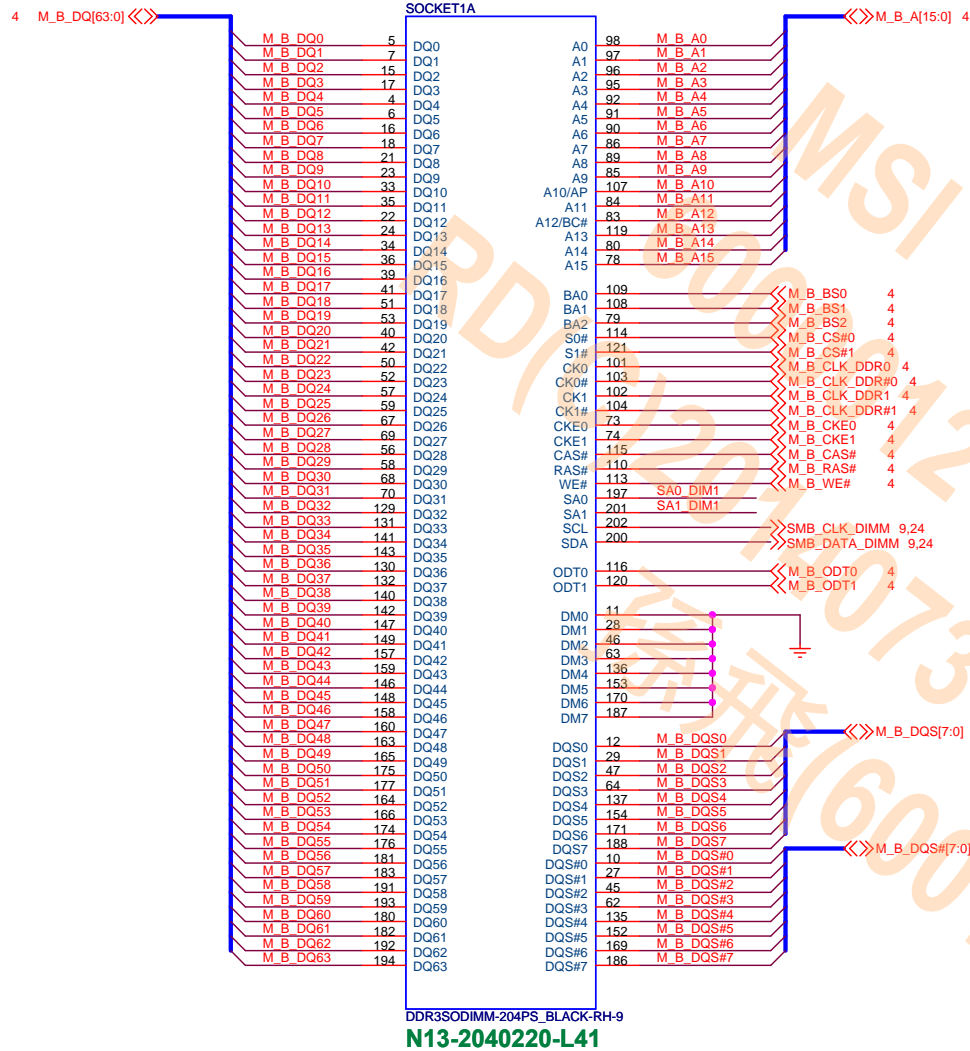 SOCKET1A
4 M_B_DQ[63:0]
M_B_A[15:0] 4
M_B_DQ0 5 DQ0
M_B_DQ1 7 DQ1
M_B_DQ2 15 DQ2
M_B_DQ3 17 DQ3
M_B_DQ4 4 DQ4
M_B_DQ5 6 DQ5
M_B_DQ6 16 DQ6
M_B_DQ7 18 DQ7
M_B_DQ8 21 DQ8
M_B_DQ9 23 DQ9
M_B_DQ10 33 DQ10
M_B_DQ11 35 DQ11
M_B_DQ12 22 DQ12
M_B_DQ13 24 DQ13
M_B_DQ14 34 DQ14
M_B_DQ15 36 DQ15
M_B_DQ16 39 DQ16
M_B_DQ17 41 DQ17
M_B_DQ18 51 DQ18
M_B_DQ19 53 DQ19
M_B_DQ20 40 DQ20
M_B_DQ21 42 DQ21
M_B_DQ22 50 DQ22
M_B_DQ23 52 DQ23
M_B_DQ24 57 DQ24
M_B_DQ25 59 DQ25
M_B_DQ26 67 DQ26
M_B_DQ27 69 DQ27
M_B_DQ28 56 DQ28
M_B_DQ29 58 DQ29
M_B_DQ30 68 DQ30
M_B_DQ31 70 DQ31
M_B_DQ32 129 DQ32
M_B_DQ33 131 DQ33
M_B_DQ34 141 DQ34
M_B_DQ35 143 DQ35
M_B_DQ36 130 DQ36
M_B_DQ37 132 DQ37
M_B_DQ38 140 DQ38
M_B_DQ39 142 DQ39
M_B_DQ40 147 DQ40
M_B_DQ41 149 DQ41
M_B_DQ42 157 DQ42
M_B_DQ43 159 DQ43
M_B_DQ44 146 DQ44
M_B_DQ45 148 DQ45
M_B_DQ46 158 DQ46
M_B_DQ47 160 DQ47
M_B_DQ48 163 DQ48
M_B_DQ49 165 DQ49
M_B_DQ50 175 DQ50
M_B_DQ51 177 DQ51
M_B_DQ52 164 DQ52
M_B_DQ53 166 DQ53
M_B_DQ54 174 DQ54
M_B_DQ55 176 DQ55
M_B_DQ56 181 DQ56
M_B_DQ57 183 DQ57
M_B_DQ58 191 DQ58
M_B_DQ59 193 DQ59
M_B_DQ60 180 DQ60
M_B_DQ61 182 DQ61
M_B_DQ62 192 DQ62
M_B_DQ63 194 DQ63
A0 98 M_B_A0
A1 97 M_B_A1
A2 96 M_B_A2
A3 95 M_B_A3
A4 92 M_B_A4
A5 91 M_B_A5
A6 90 M_B_A6
A7 86 M_B_A7
A8 89 M_B_A8
A9 85 M_B_A9
A10/AP 107 M_B_A10
A11 84 M_B_A11
A12/BC# 83 M_B_A12
A13 119 M_B_A13
A14 80 M_B_A14
A15 78 M_B_A15
BA0 109 M_B_BS0 4
BA1 108 M_B_BS1 4
BA2 79 M_B_BS2 4
S0# 114 M_B_CS#0 4
S1# 121 M_B_CS#1 4
CK0 101 M_B_CLK_DDR0 4
CK0# 103 M_B_CLK_DDR#0 4
CK1 102 M_B_CLK_DDR1 4
CK1# 104 M_B_CLK_DDR#1 4
CKE0 73 M_B_CKE0 4
CKE1 74 M_B_CKE1 4
CAS# 115 M_B_CAS# 4
RAS# 110 M_B_RAS# 4
WE# 113 M_B_WE# 4
SA0 197 SA0_DIM1
SA1 201 SA1_DIM1
SCL 202 SMB_CLK_DIMM 9,24
SDA 200 SMB_DATA_DIMM 9,24
ODT0 116 M_B_ODT0 4
ODT1 120 M_B_ODT1 4
DM0 11
DM1 28
DM2 46
DM3 63
DM4 136
DM5 153
DM6 170
DM7 187
M_B_DQS[7:0]
DQS0 12 M_B_DQS0
DQS1 29 M_B_DQS1
DQS2 47 M_B_DQS2
DQS3 64 M_B_DQS3
DQS4 137 M_B_DQS4
DQS5 154 M_B_DQS5
DQS6 171 M_B_DQS6
DQS7 188 M_B_DQS7
M_B_DQS#[7:0]
DQS#0 10 M_B_DQS#0
DQS#1 27 M_B_DQS#1
DQS#2 45 M_B_DQS#2
DQS#3 62 M_B_DQS#3
DQS#4 135 M_B_DQS#4
DQS#5 152 M_B_DQS#5
DQS#6 169 M_B_DQS#6
DQS#7 186 M_B_DQS#7
DDR3SODIMM-204PS_BLACK-RH-9
N13-2040220-L41
MSI